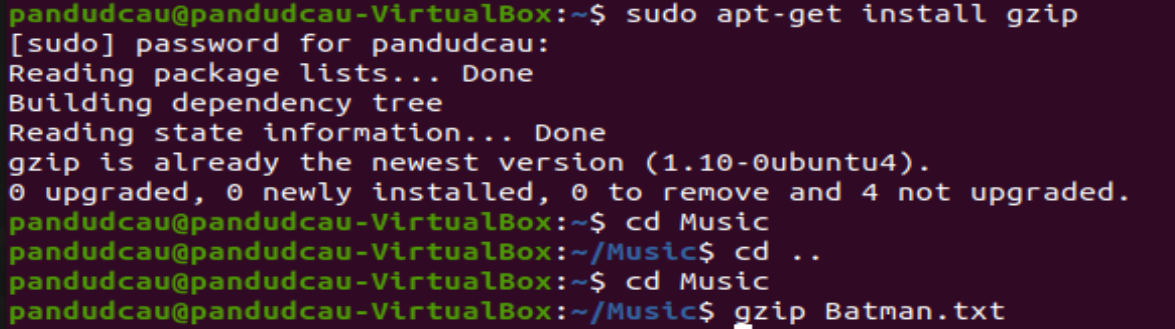 pandudcau@pandudcau-VirtualBox:~$ sudo apt-get install gzip
[sudo] password for pandudcau:
Reading package lists... Done
Building dependency tree
Reading state information... Done
gzip is already the newest version (1.10-0ubuntu4).
0 upgraded, 0 newly installed, 0 to remove and 4 not upgraded.
pandudcau@pandudcau-VirtualBox:~$ cd Music
pandudcau@pandudcau-VirtualBox:~/Music$ cd ..
pandudcau@pandudcau-VirtualBox:~$ cd Music
pandudcau@pandudcau-VirtualBox:~/Music$ gzip Batman.txt